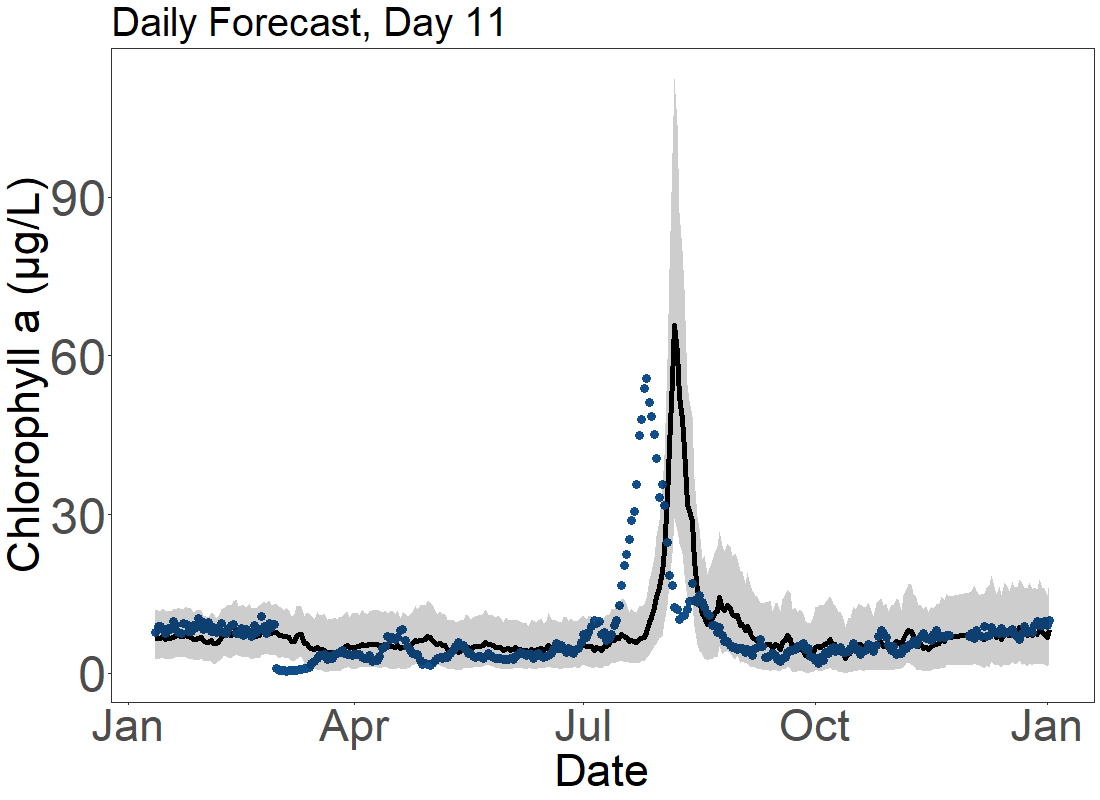 Daily Forecast, Day 11
Chlorophyll a (µg/L)
90
60
30
0
Jan Apr Jul Oct Jan
Date